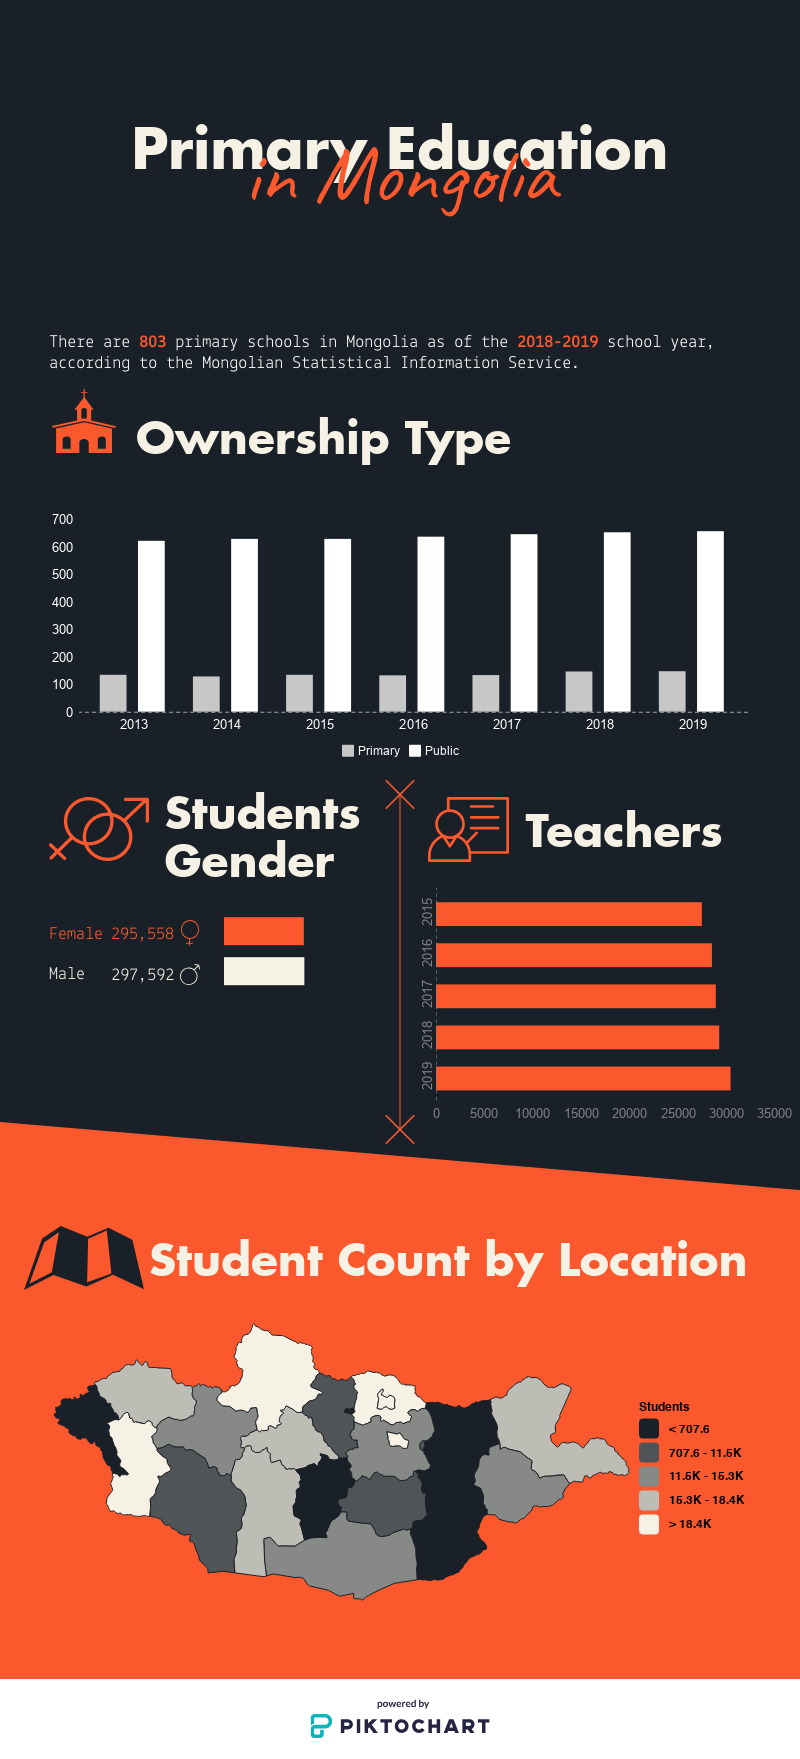 Primary Education
in Mongolia
There are 803 primary schools in Mongolia as of the 2018-2019 school year,
according to the Mongolian Statistical Information Service.
Ownership Type
700
600
500
400
300
200
100
0
2013 2014 2015 2016 2017 2018 2019
Primary Public
Students
Gender
Female 295,558
Male 297,592
Teachers
2015
2016
2017
2018
2019
0 5000 10000 15000 20000 25000 30000 35000
Student Count by Location
Students
< 707.6
707.6 - 11.5K
11.5K - 15.3K
15.3K - 18.4K
> 18.4K
powered by
PIKTOCHART